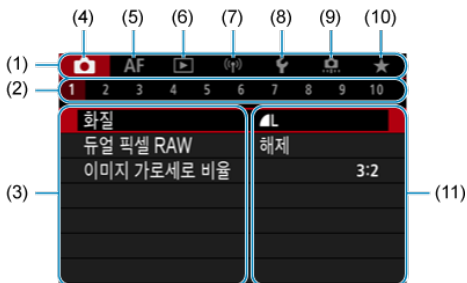 (4) (5) (6) (7) (8) (9) (10)
(1) AF
(2) 1 2 3 4 5 6 7 8 9 10
화질 L
듀얼 픽셀 RAW 해제
이미지 가로세로 비율 3:2
(3) (11)